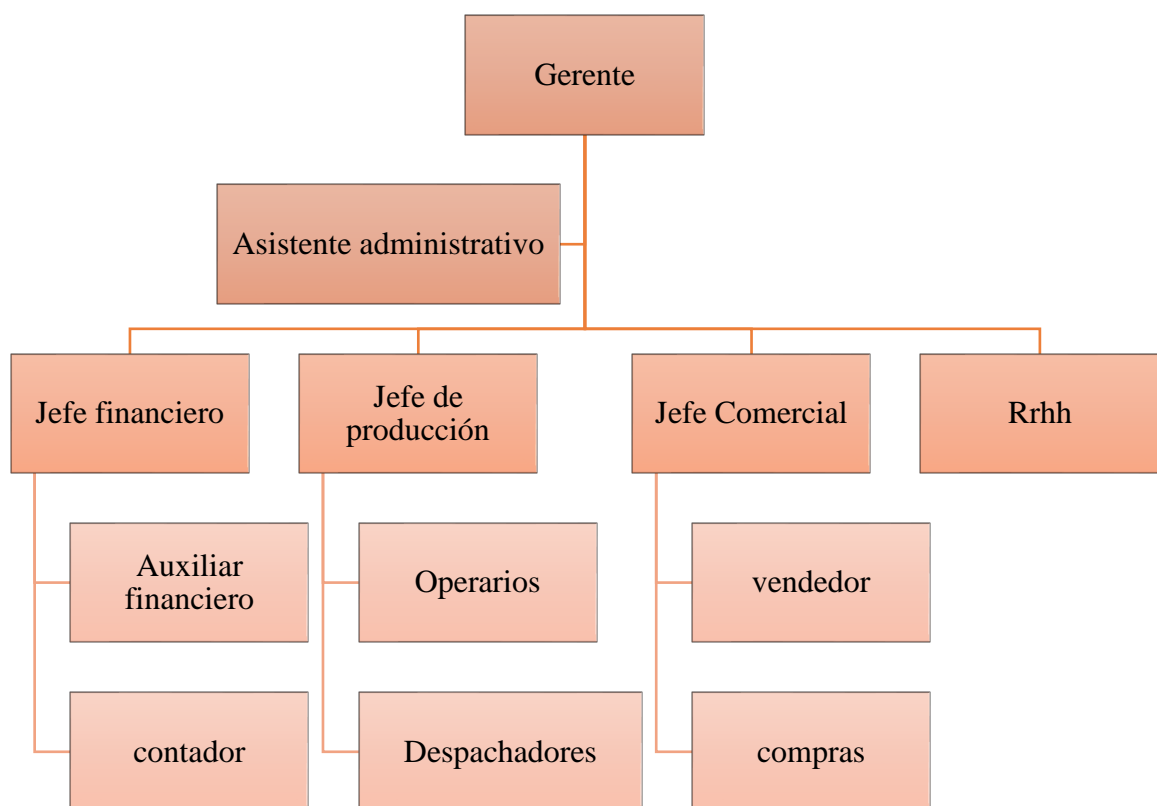 Gerente
Asistente administrativo
Jefe financiero
Jefe de
producción
Jefe Comercial
Rrhh
Auxiliar
financiero
Operarios
vendedor
contador
Despachadores
compras